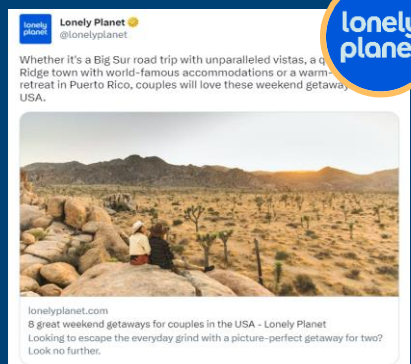 lonely
planet
Lonely Planet
@lonelyplanet
lonely
planet
Whether it's a Big Sur road trip with unparalleled vistas, a
Ridge town with world-famous accommodations or a warm-
retreat in Puerto Rico, couples will love these weekend getaway
USA.
lonelyplanet.com
8 great weekend getaways for couples in the USA - Lonely Planet
Looking to escape the everyday grind with a picture-perfect getaway for two?
Look no further.